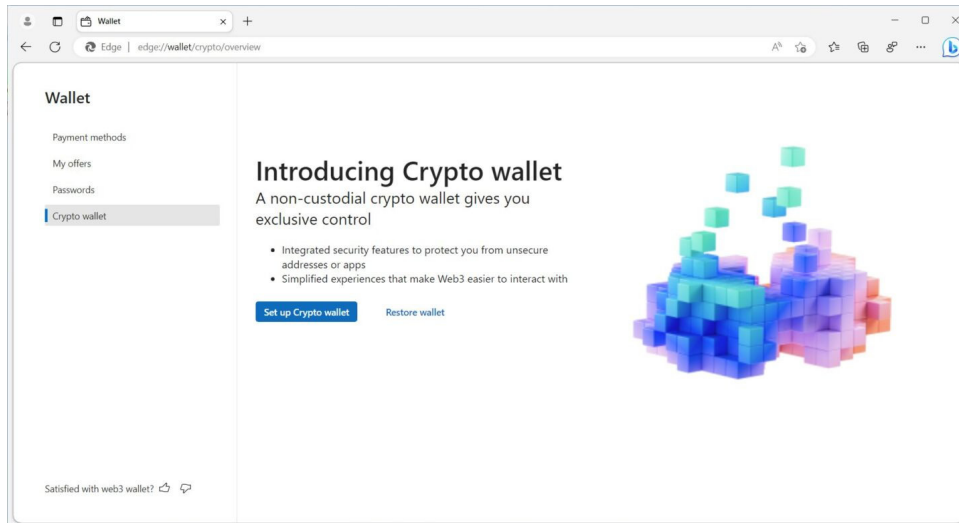 Wallet
Edge | edge://wallet/crypto/overview
Wallet
Payment methods
My offers
Passwords
Crypto wallet
Introducing Crypto wallet
A non-custodial crypto wallet gives you
exclusive control
• Integrated security features to protect you from unsecure
addresses or apps
• Simplified experiences that make Web3 easier to interact with
Set up Crypto wallet
Restore wallet
Satisfied with web3 wallet?